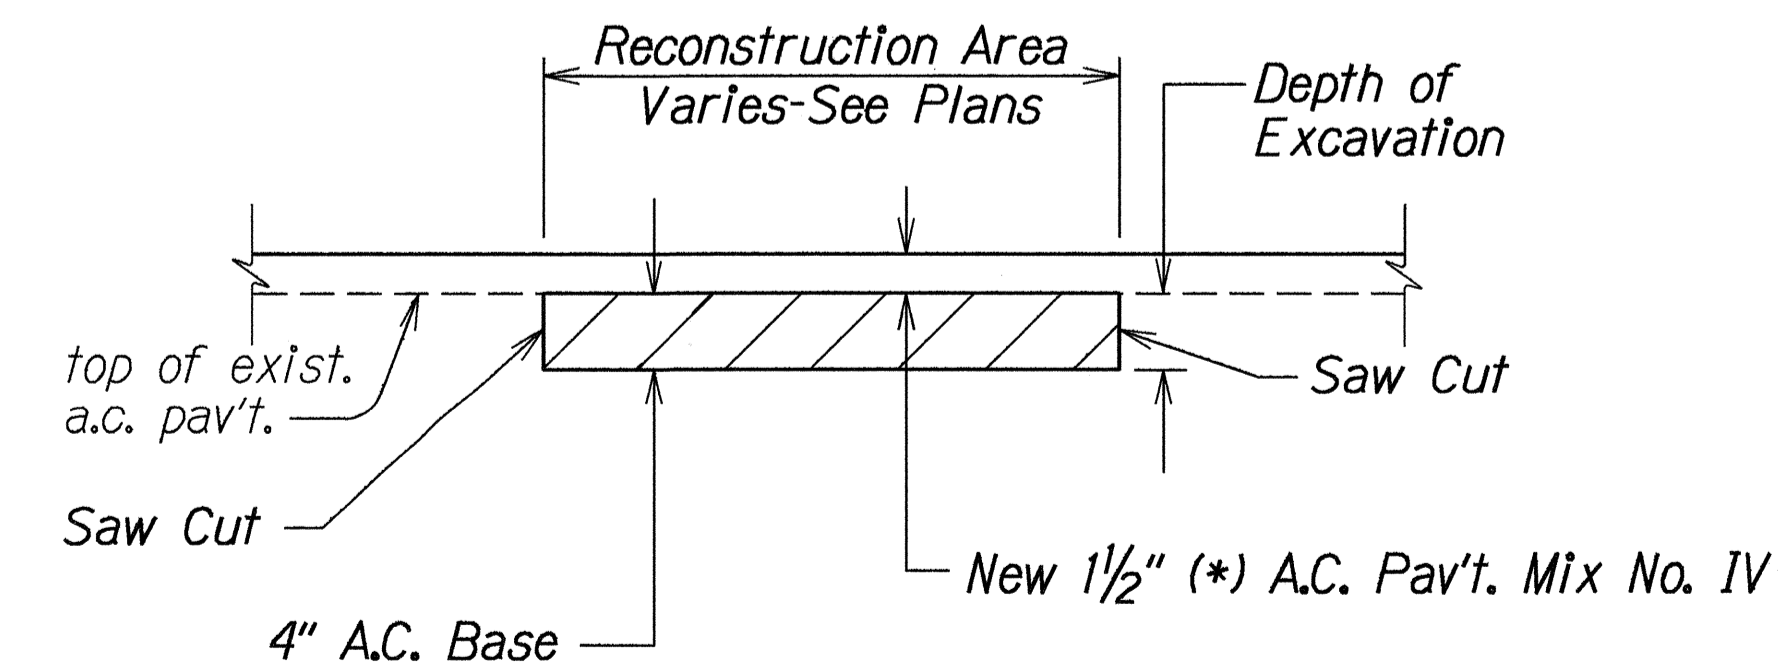 Reconstruction Area
Varies-See Plans
Depth of
Excavation
top of exist.
a.c. pav't.
Saw Cut
Saw Cut
New 1½" (*) A.C. Pav't. Mix No. IV
4" A.C. Base